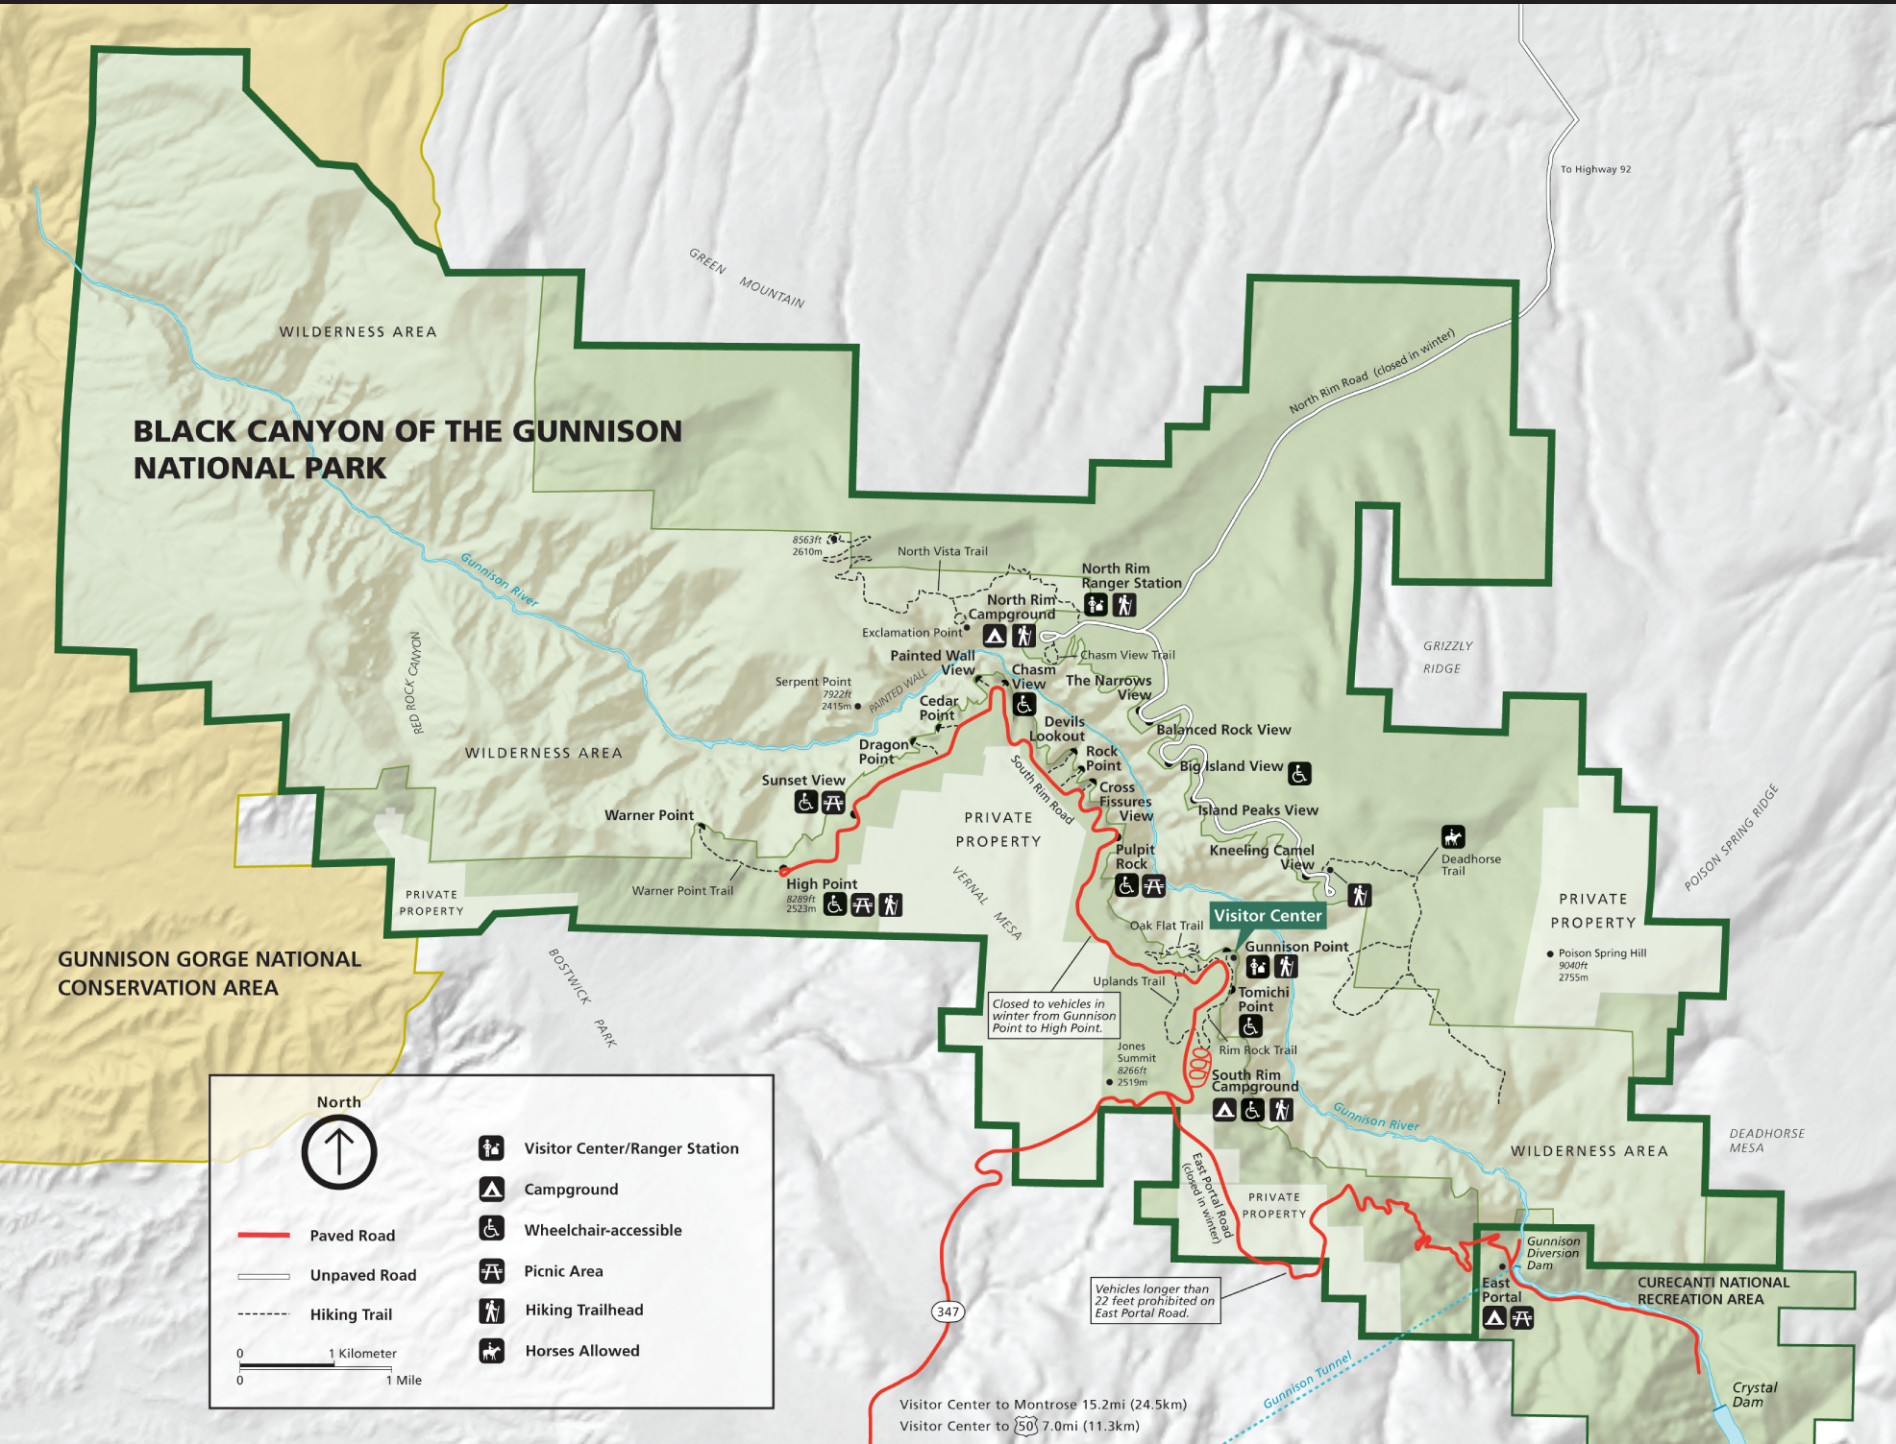 To Highway 92
GREEN MOUNTAIN
WILDERNESS AREA
North Rim Road (closed in winter)
BLACK CANYON OF THE GUNNISON
NATIONAL PARK
8563ft
2610m
North Vista Trail
Gunnison River
North Rim
Ranger Station
North Rim
Campground
Exclamation Point
Chasm View Trail
GRIZZLY
RIDGE
Painted Wall
View
Chasm
View
The Narrows
View
Serpent Point
7922ft
2415m
PAINTED WALL
RED ROCK CANYON
Cedar
Point
Devils
Lookout
Balanced Rock View
Dragon
Point
Rock
Point
WILDERNESS AREA
Big Island View
Sunset View
South Rim Road
Cross
Fissures
View
Island Peaks View
Warner Point
PRIVATE
PROPERTY
POISON SPRING RIDGE
Pulpit
Rock
Kneeling Camel
View
Deadhorse
Trail
Warner Point Trail
High Point
8289ft
2523m
VERNAL MESA
PRIVATE
PROPERTY
PRIVATE
PROPERTY
Visitor Center
Oak Flat Trail
Gunnison Point
Poison Spring Hill
9040ft
2755m
GUNNISON GORGE NATIONAL
CONSERVATION AREA
BOSTWICK PARK
Uplands Trail
Tomichi
Point
Closed to vehicles in
winter from Gunnison
Point to High Point.
Rim Rock Trail
Jones
Summit
8266ft
2519m
South Rim
Campground
Gunnison River
WILDERNESS AREA
DEADHORSE
MESA
East Portal Road
(closed in winter)
PRIVATE
PROPERTY
Gunnison
Diversion
Dam
East
Portal
CURECANTI NATIONAL
RECREATION AREA
Vehicles longer than
22 feet prohibited on
East Portal Road.
347
Gunnison Tunnel
Crystal
Dam
Visitor Center to Montrose 15.2mi (24.5km)
Visitor Center to 50 7.0mi (11.3km)
North
Visitor Center/Ranger Station
Campground
Wheelchair-accessible
Picnic Area
Hiking Trailhead
Horses Allowed
Paved Road
Unpaved Road
Hiking Trail
0 1 Kilometer
0 1 Mile